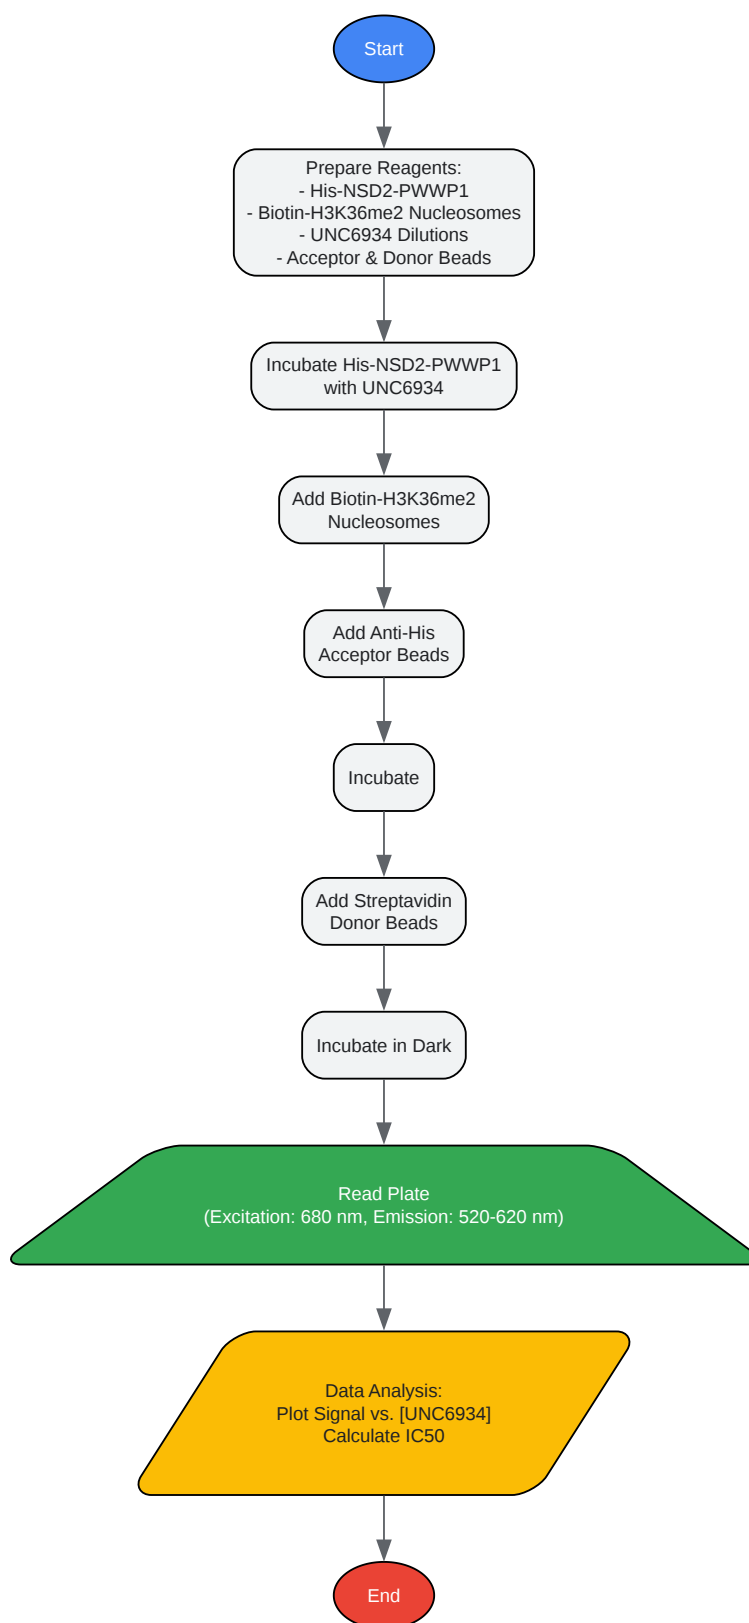 Start
Prepare Reagents:
- His-NSD2-PWWP1
- Biotin-H3K36me2 Nucleosomes
- UNC6934 Dilutions
- Acceptor & Donor Beads
Incubate His-NSD2-PWWP1
with UNC6934
Add Biotin-H3K36me2
Nucleosomes
Add Anti-His
Acceptor Beads
Incubate
Add Streptavidin
Donor Beads
Incubate in Dark
Read Plate
(Excitation: 680 nm, Emission: 520-620 nm)
Data Analysis:
Plot Signal vs. [UNC6934]
Calculate IC50
End